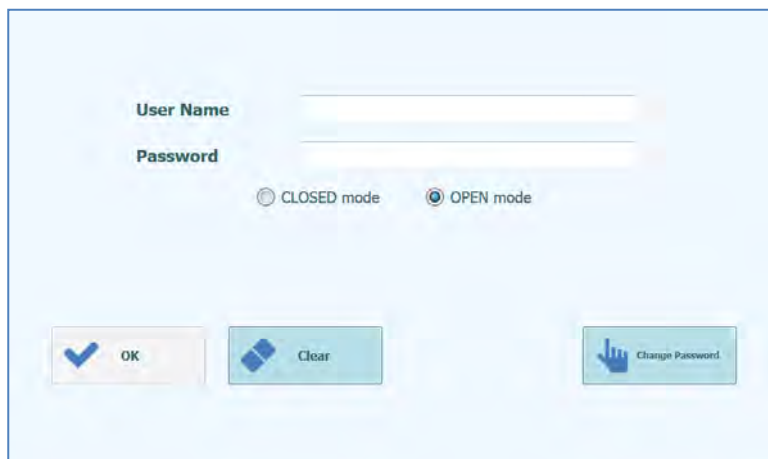 User Name
Password
CLOSED mode OPEN mode
OK Clear Change Password